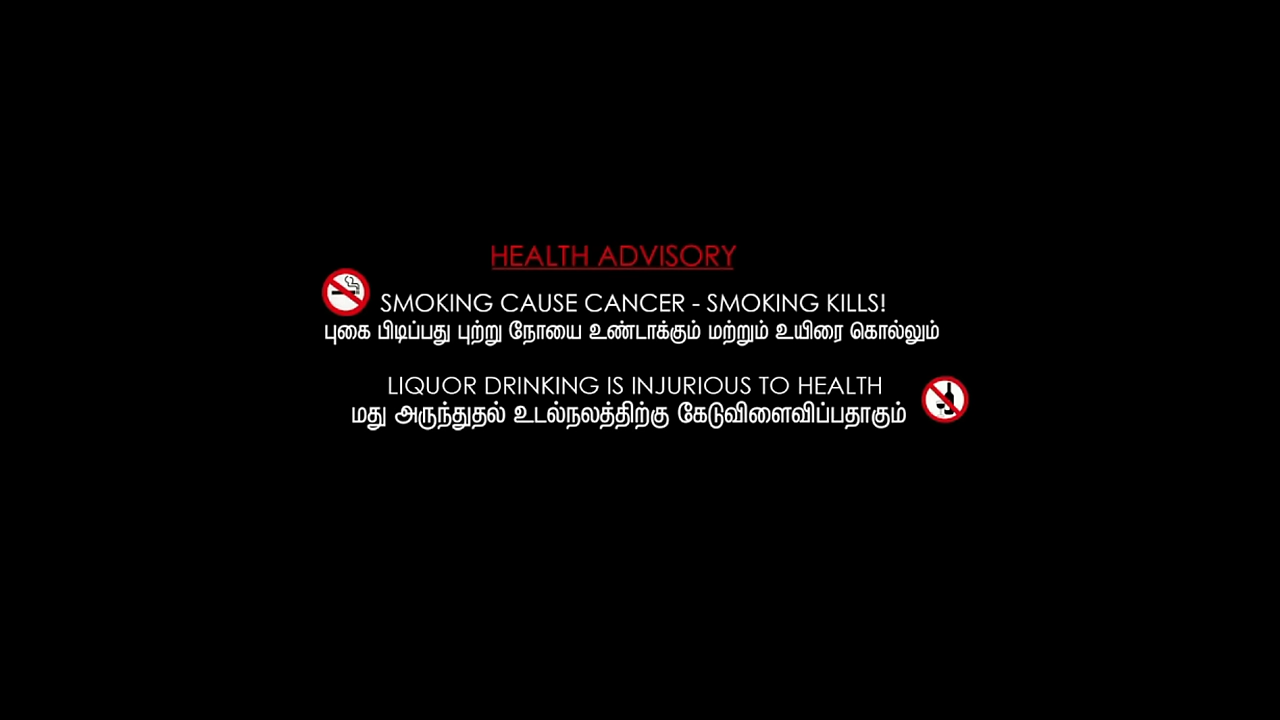 HEALTH ADVISORY
SMOKING CAUSE CANCER - SMOKING KILLS!
புகை பிடிப்பது புற்று நோயை உண்டாக்கும் மற்றும் உயிரை கொல்லும்
LIQUOR DRINKING IS INJURIOUS TO HEALTH
மது அருந்துதல் உடல்நலத்திற்கு கேடுவிளைவிப்பதாகும்